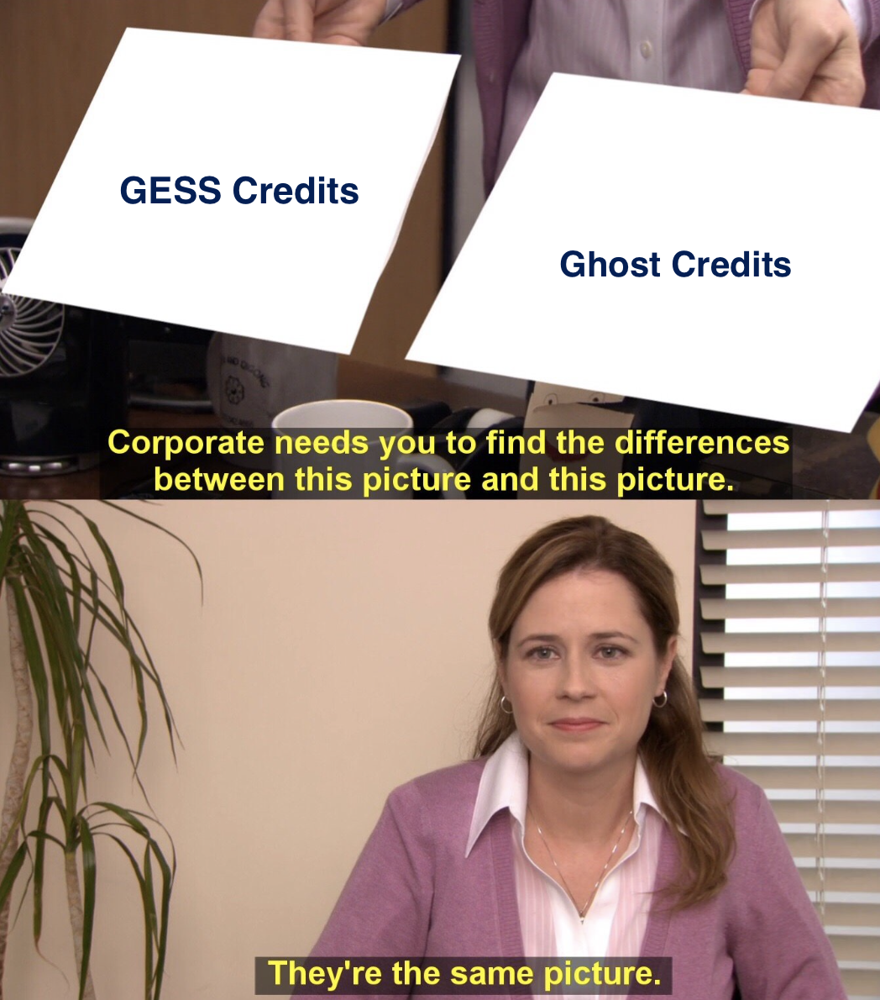 GESS Credits
Ghost Credits
Corporate needs you to find the differences
between this picture and this picture.
They're the same picture.